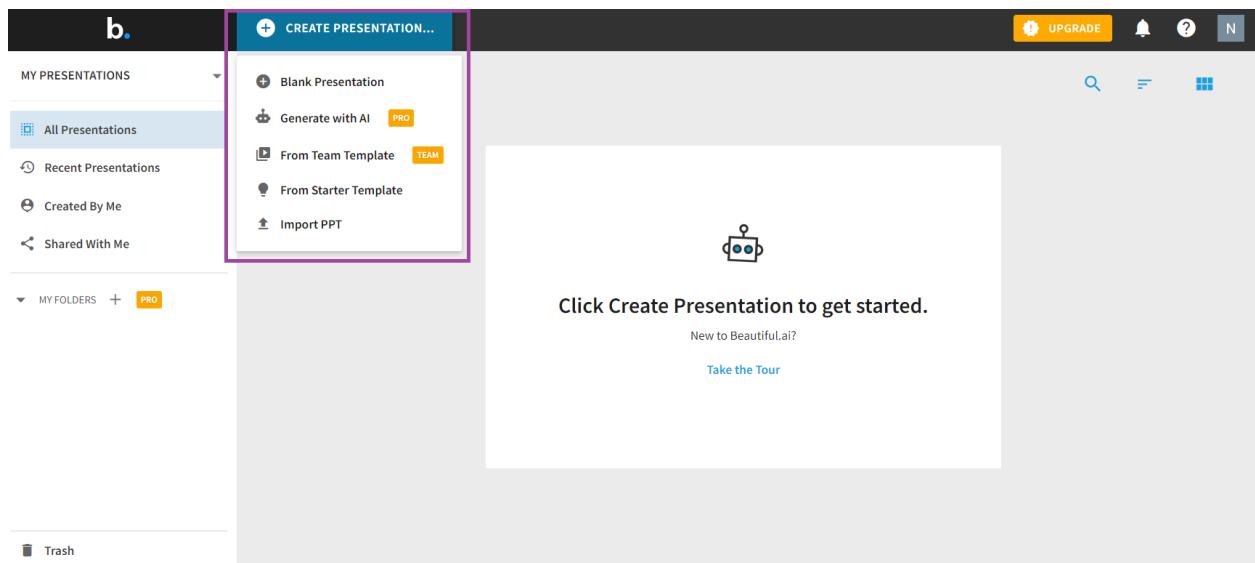 b.
CREATE PRESENTATION...
UPGRADE
N
MY PRESENTATIONS
All Presentations
Recent Presentations
Created By Me
Shared With Me
MY FOLDERS + PRO
Trash
Blank Presentation
Generate with AI PRO
From Team Template TEAM
From Starter Template
Import PPT
Click Create Presentation to get started.
New to Beautiful.ai?
Take the Tour